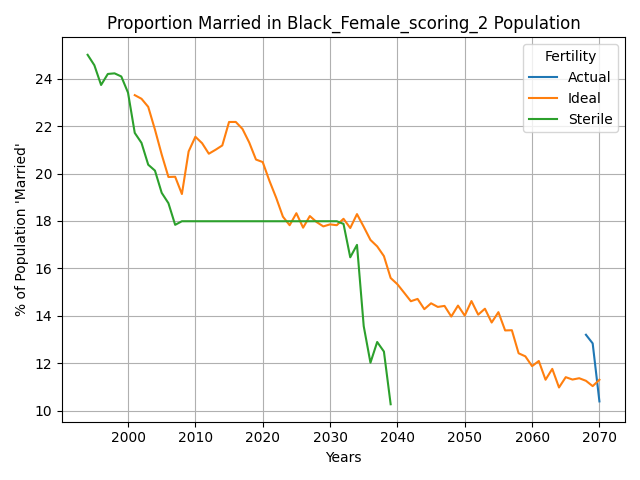 Proportion Married in Black_Female_scoring_2 Population
% of Population 'Married'
24
22
20
18
16
14
12
10
Fertility
Actual
Ideal
Sterile
2000 2010 2020 2030 2040 2050 2060 2070
Years